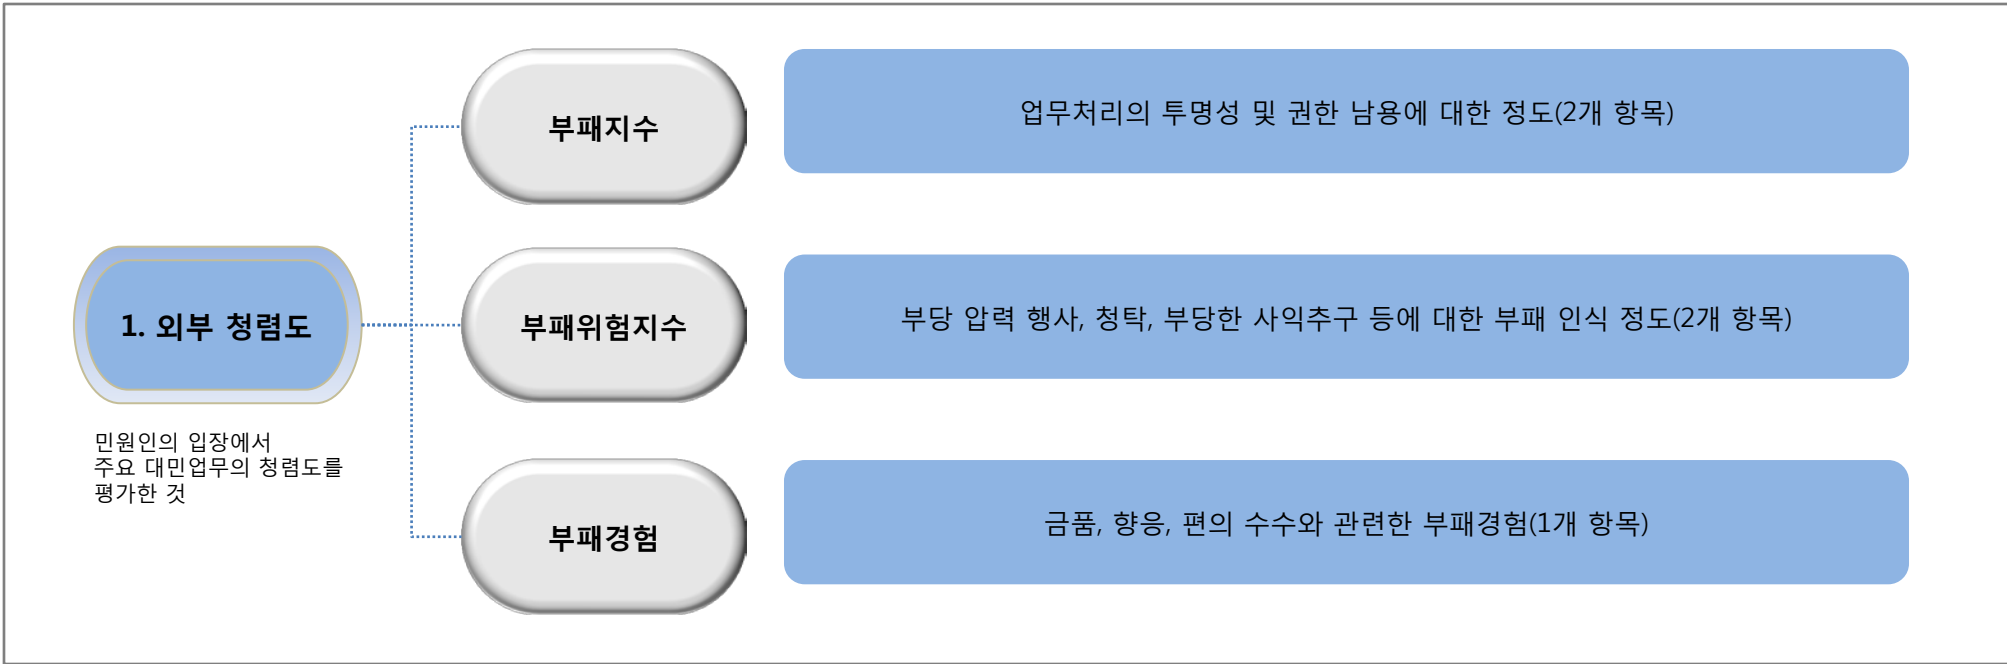 부패지수
업무처리의 투명성 및 권한 남용에 대한 정도(2개 항목)
1. 외부 청렴도
민원인의 입장에서
주요 대민업무의 청렴도를
평가한 것
부패위험지수
부당 압력 행사, 청탁, 부당한 사익추구 등에 대한 부패 인식 정도(2개 항목)
부패경험
금품, 향응, 편의 수수와 관련한 부패경험(1개 항목)